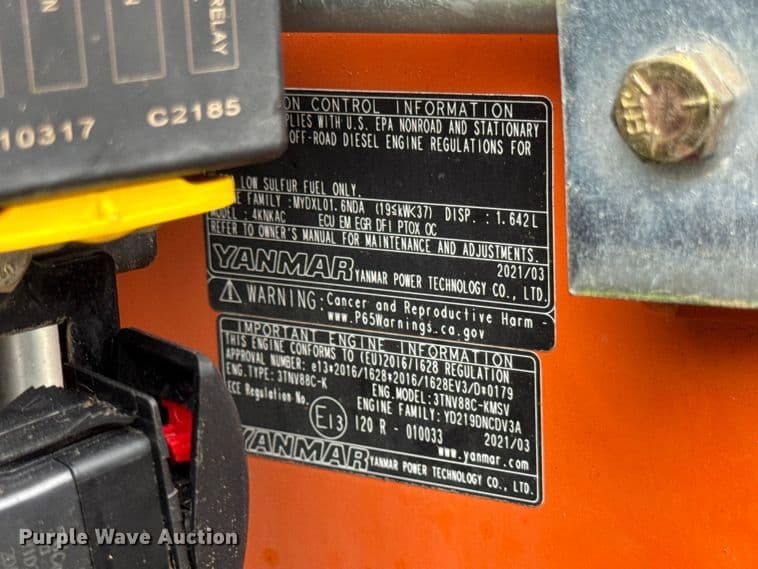 RELAY
N
N
10317 C2185
ON CONTROL INFORMATION
PLIES WITH U.S. EPA NONROAD AND STATIONARY
OFF-ROAD DIESEL ENGINE REGULATIONS FOR
LOW SULFUR FUEL ONLY.
E FAMILY : MYDXL01.6NDA (19≤kW<37) DISP. : 1.642L
MODEL: 4KNKAC ECU EM EGR DFI PTOX OC
REFER TO OWNER'S MANUAL FOR MAINTENANCE AND ADJUSTMENTS.
2021/03
YANMAR YANMAR POWER TECHNOLOGY CO., LTD.
WARNING: Cancer and Reproductive Harm -
www.P65Warnings.ca.gov
IMPORTANT ENGINE INFORMATION
THIS ENGINE CONFORMS TO (EU)2016/1628 REGULATION
APPROVAL NUMBER: e13*2016/1628*2016/1628EV3/D*0179
ENG.TYPE: 3TNV88C-K ENG.MODEL: 3TNV88C-KMSV
ECE Regulation No. ENGINE FAMILY: YD219DNCDV3A
E13 120 R - 010033 2021/03
www.yanmar.com
YANMAR YANMAR POWER TECHNOLOGY CO., LTD.
Purple Wave Auction